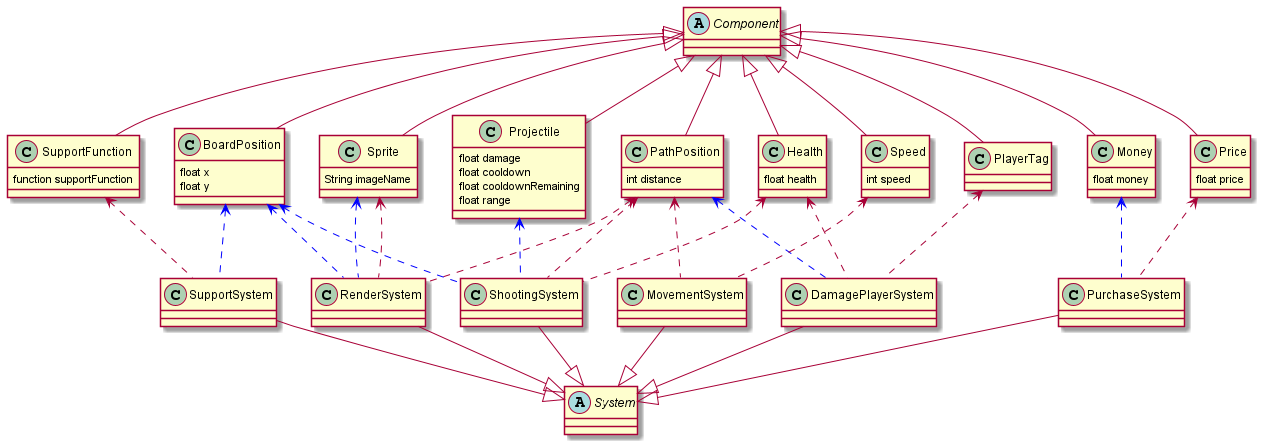 A Component
C SupportFunction
function supportFunction
C BoardPosition
float x
float y
C Sprite
String imageName
C Projectile
float damage
float cooldown
float cooldownRemaining
float range
C PathPosition
int distance
C Health
float health
C Speed
int speed
C PlayerTag
C Money
float money
C Price
float price
C SupportSystem
C RenderSystem
C ShootingSystem
C MovementSystem
C DamagePlayerSystem
C PurchaseSystem
A System